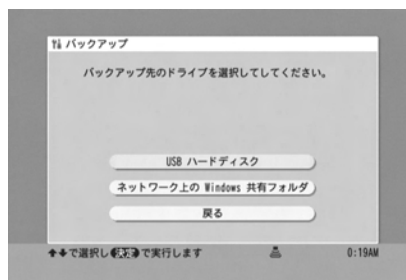 バックアップ
バックアップ先のドライブを選択してしてください。
USB ハードディスク
ネットワーク上の Windows 共有フォルダ
戻る
↑↓で選択し 決定 で実行します
0:19AM